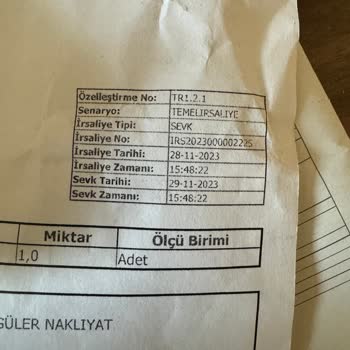 Özelleştirme No: TR1.2.1
Senaryo: TEMELIRSALIYE
İrsaliye Tipi: SEVK
İrsaliye No: IRS2023000002225
İrsaliye Tarihi: 28-11-2023
İrsaliye Zamanı: 15:48:22
Sevk Tarihi: 29-11-2023
Sevk Zamanı: 15:48:22
Miktar Ölçü Birimi
1,0 Adet
GÜLER NAKLIYAT